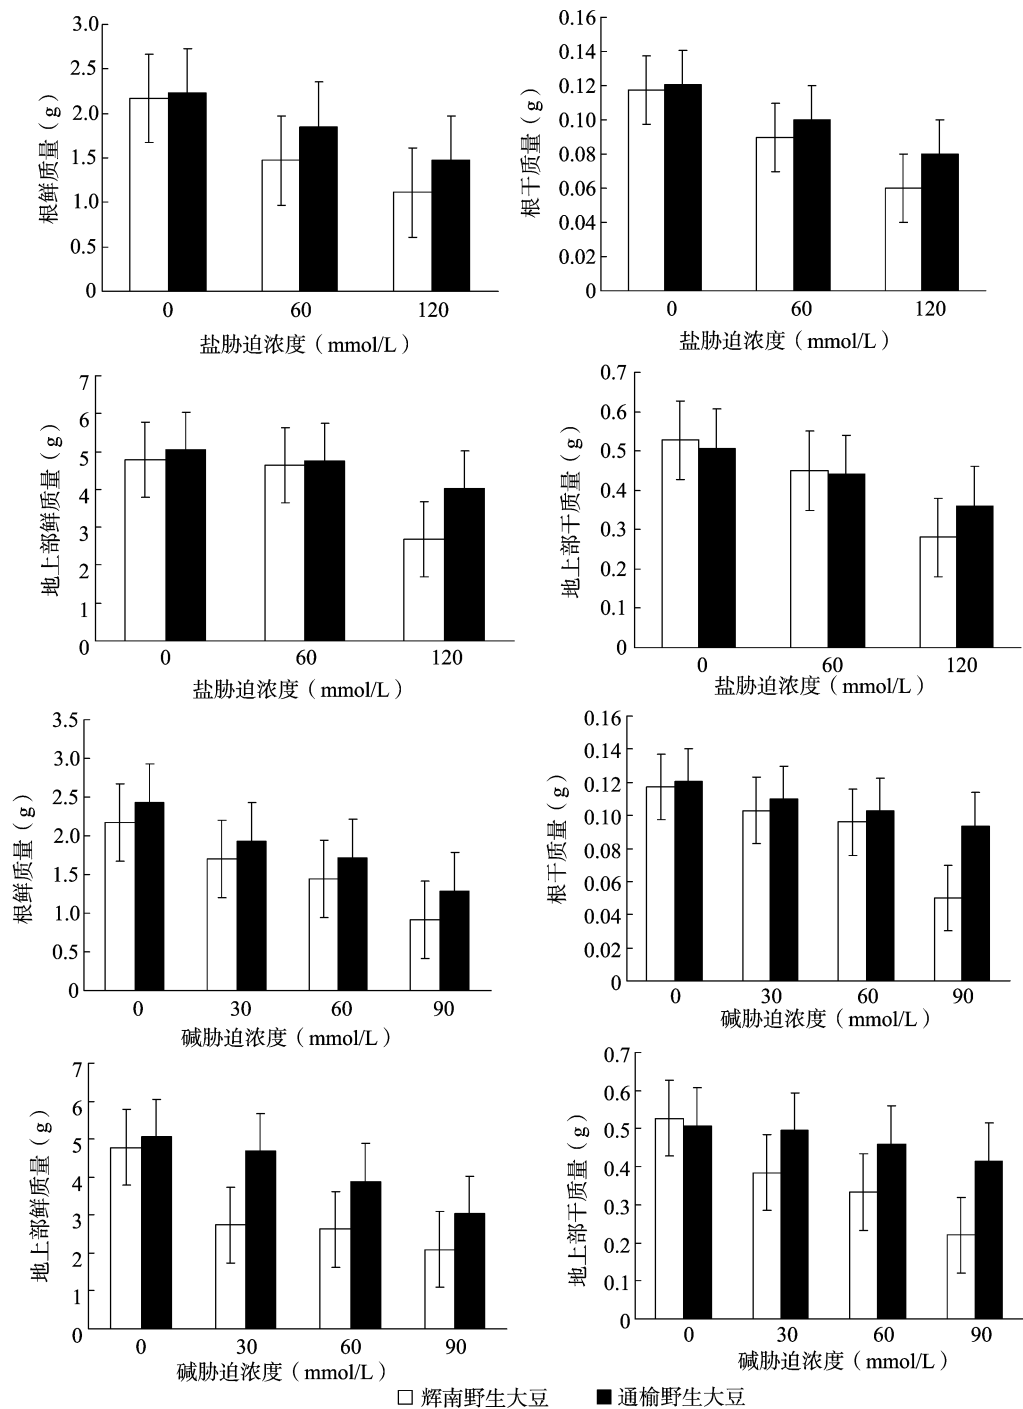 根鲜质量（g）
3.0
2.5
2.0
1.5
1.0
0.5
0
0 60 120
盐胁迫浓度（mmol/L）
根干质量（g）
0.16
0.14
0.12
0.10
0.08
0.06
0.04
0.02
0
0 60 120
盐胁迫浓度（mmol/L）
地上部鲜质量（g）
7
6
5
4
3
2
1
0
0 60 120
盐胁迫浓度（mmol/L）
地上部干质量（g）
0.7
0.6
0.5
0.4
0.3
0.2
0.1
0
0 60 120
盐胁迫浓度（mmol/L）
根鲜质量（g）
3.5
3.0
2.5
2.0
1.5
1.0
0.5
0
0 30 60 90
碱胁迫浓度（mmol/L）
根干质量（g）
0.16
0.14
0.12
0.10
0.08
0.06
0.04
0.02
0
0 30 60 90
碱胁迫浓度（mmol/L）
地上部鲜质量（g）
7
6
5
4
3
2
1
0
0 30 60 90
碱胁迫浓度（mmol/L）
地上部干质量（g）
0.7
0.6
0.5
0.4
0.3
0.2
0.1
0
0 30 60 90
碱胁迫浓度（mmol/L）
辉南野生大豆 通榆野生大豆